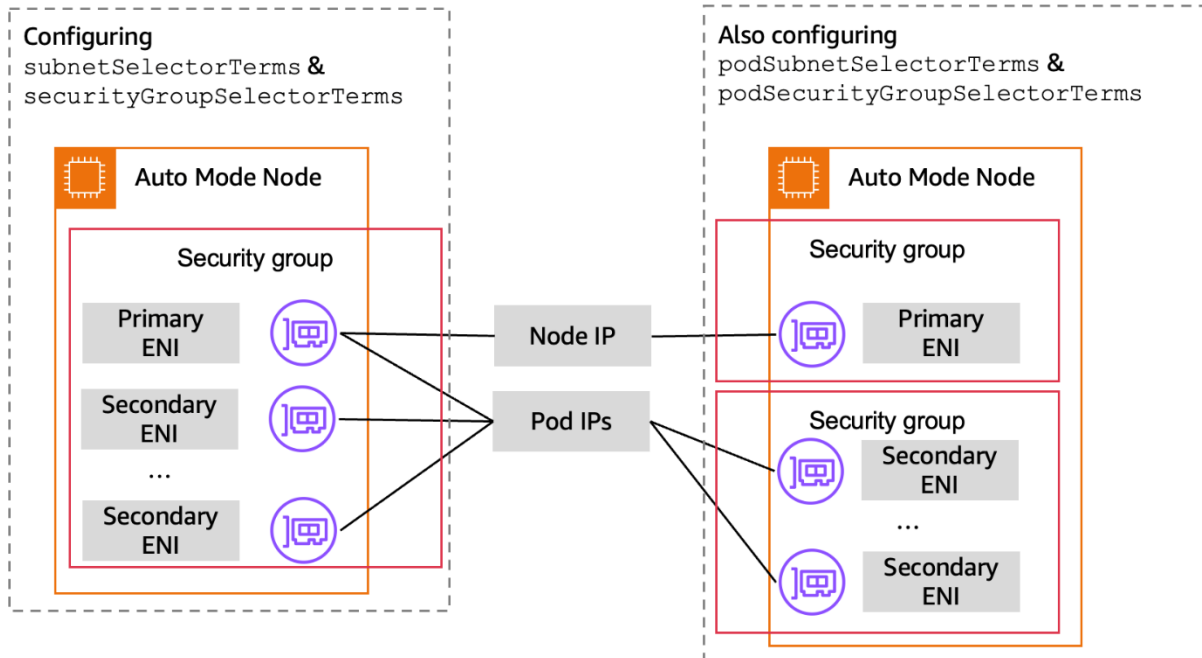 Configuring
subnetSelectorTerms &
securityGroupSelectorTerms
Auto Mode Node
Security group
Primary
ENI
Secondary
ENI
...
Secondary
ENI
Node IP
Pod IPs
Also configuring
podSubnetSelectorTerms &
podSecurityGroupSelectorTerms
Auto Mode Node
Security group
Primary
ENI
Security group
Secondary
ENI
...
Secondary
ENI